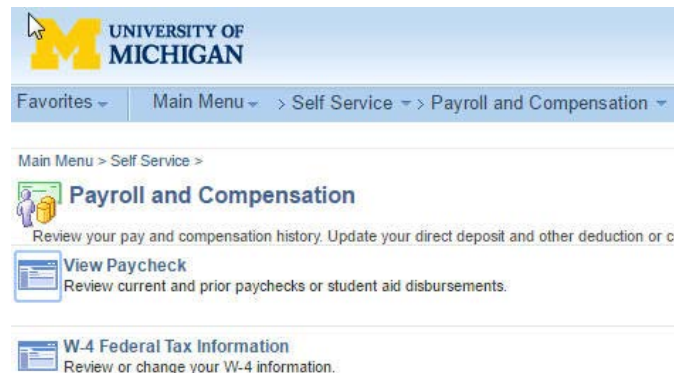 UNIVERSITY OF
MICHIGAN
Favorites Main Menu > Self Service > Payroll and Compensation
Main Menu > Self Service >
Payroll and Compensation
Review your pay and compensation history. Update your direct deposit and other deduction or c
View Paycheck
Review current and prior paychecks or student aid disbursements.
W-4 Federal Tax Information
Review or change your W-4 information.